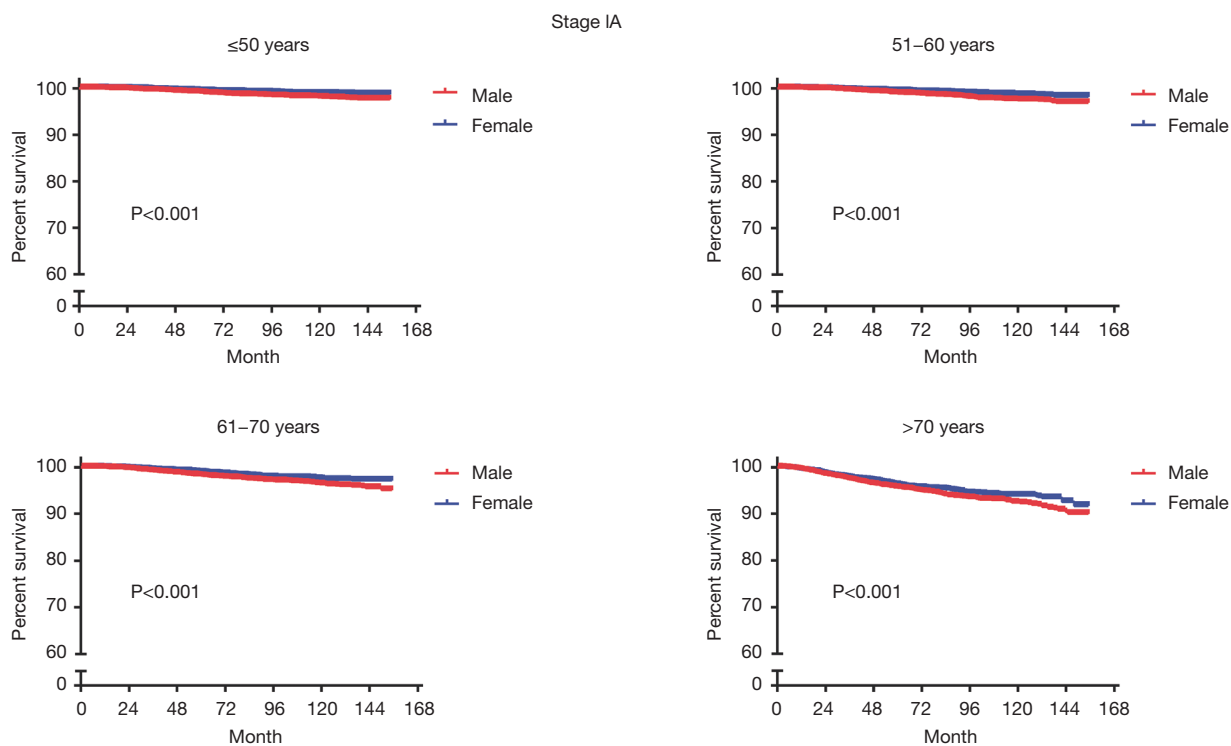 Stage IA
≤50 years
Percent survival
100
90
80
70
60
0
P<0.001
Male
Female
0 24 48 72 96 120 144 168
Month
51–60 years
Percent survival
100
90
80
70
60
0
P<0.001
Male
Female
0 24 48 72 96 120 144 168
Month
61–70 years
Percent survival
100
90
80
70
60
0
P<0.001
Male
Female
0 24 48 72 96 120 144 168
Month
>70 years
Percent survival
100
90
80
70
60
0
P<0.001
Male
Female
0 24 48 72 96 120 144 168
Month